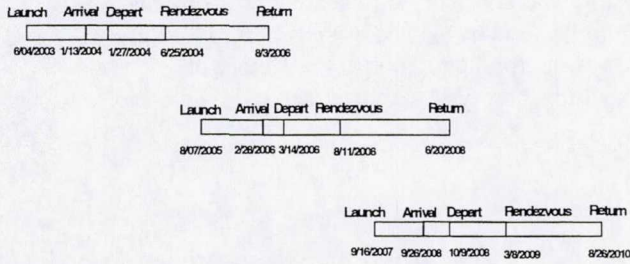 Launch Arrival Depart Rendezvous Return
6/04/2003 1/13/2004 1/27/2004 6/25/2004 8/3/2006
Launch Arrival Depart Rendezvous Return
8/07/2005 2/28/2006 3/14/2006 8/11/2006 6/20/2008
Launch Arrival Depart Rendezvous Return
9/16/2007 9/26/2008 10/9/2008 3/8/2009 8/26/2010